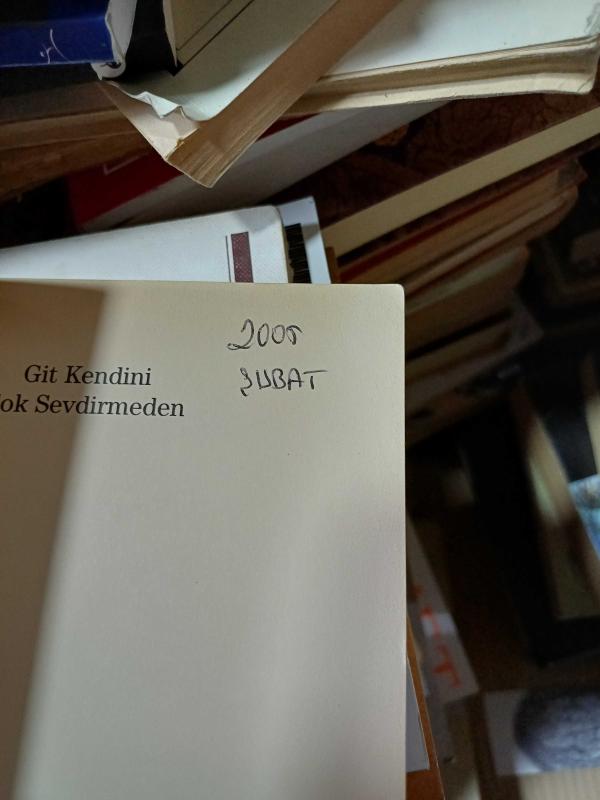 2005
ŞUBAT
Git Kendini
ok Sevdirmeden